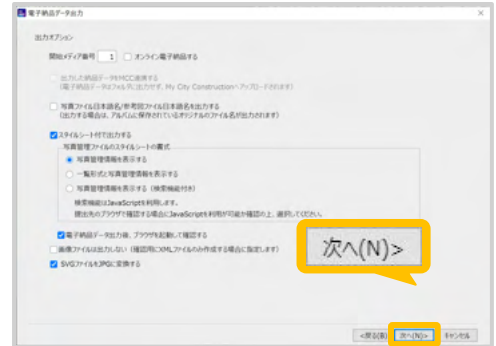 電子納品データ出力
出力オプション
開始メディア番号 1 オンライン電子納品する
出力した納品データをMCC連携する
(電子納品データはフォルダに出力せず、My City Constructionへアップロードされます)
写真ファイル日本語名/参考図ファイル日本語名を出力する
(出力する場合は、アルバムに保存されているオリジナルのファイル名が出力されます)
スタイルシート付で出力する
写真管理ファイルのスタイルシートの書式
写真管理情報を表示する
一覧形式と写真管理情報を表示する
写真管理情報を表示する (検索機能付き)
検索機能はJavaScriptを利用します。
提出先のブラウザで確認する場合にJavaScriptを利用が可能か確認の上、選択してください。
電子納品データ出力後、ブラウザを起動して確認する
画像ファイルは出力しない (確認用にXMLファイルのみ作成する場合に指定します)
SVGファイルをJPGに変換する
次へ(N)>
<戻る(B) 次へ(N)> キャンセル